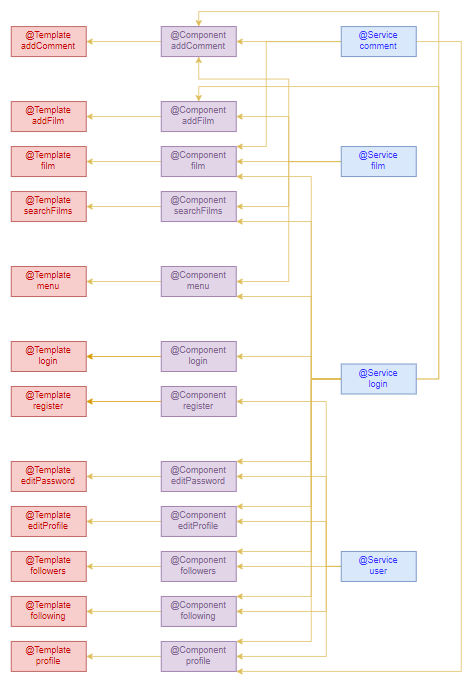 @Template
addComment
@Component
addComment
@Service
comment
@Template
addFilm
@Component
addFilm
@Template
film
@Component
film
@Service
film
@Template
searchFilms
@Component
searchFilms
@Template
menu
@Component
menu
@Template
login
@Component
login
@Service
login
@Template
register
@Component
register
@Template
editPassword
@Component
editPassword
@Template
editProfile
@Component
editProfile
@Template
followers
@Component
followers
@Service
user
@Template
following
@Component
following
@Template
profile
@Component
profile